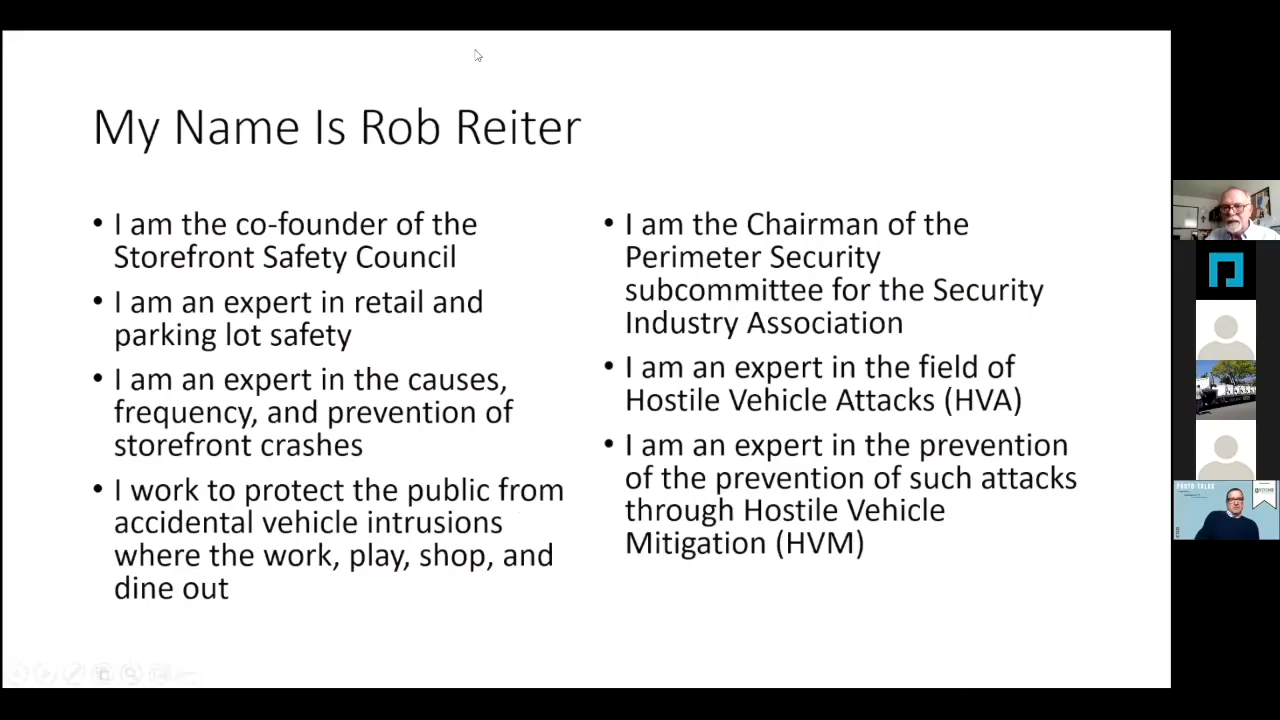 My Name Is Rob Reiter
• I am the co-founder of the
Storefront Safety Council
• I am an expert in retail and
parking lot safety
• I am an expert in the causes,
frequency, and prevention of
storefront crashes
• I work to protect the public from
accidental vehicle intrusions
where the work, play, shop, and
dine out
• I am the Chairman of the
Perimeter Security
subcommittee for the Security
Industry Association
• I am an expert in the field of
Hostile Vehicle Attacks (HVA)
• I am an expert in the prevention
of the prevention of such attacks
through Hostile Vehicle
Mitigation (HVM)